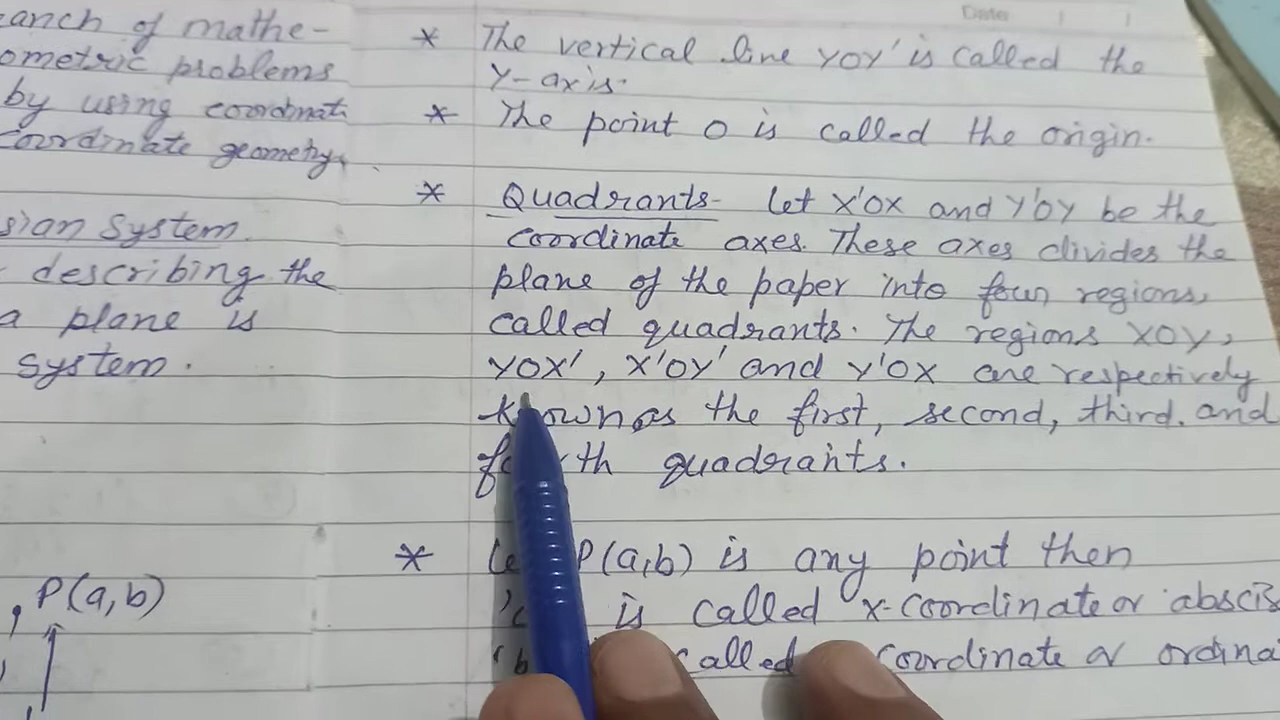 anch of mathe-
ometric problems
by using coordinat
coordinate geometry
sian System
describing the
a plane is
system.
P(a,b)
Date
* The vertical line YOY' is called the
Y-axis.
* The point O is called the origin.
* Quadrants- Let X'OX and Y'OY be the
coordinate axes. These axes divides the
plane of the paper into four regions,
called quadrants. The regions XOY,
YOX', X'OY' and Y'OX are respectively
known as the first, second, third. and
th quadrants.
* P(a,b) is any point then
is called x-coordinate or abscis
called coordinate or ordina